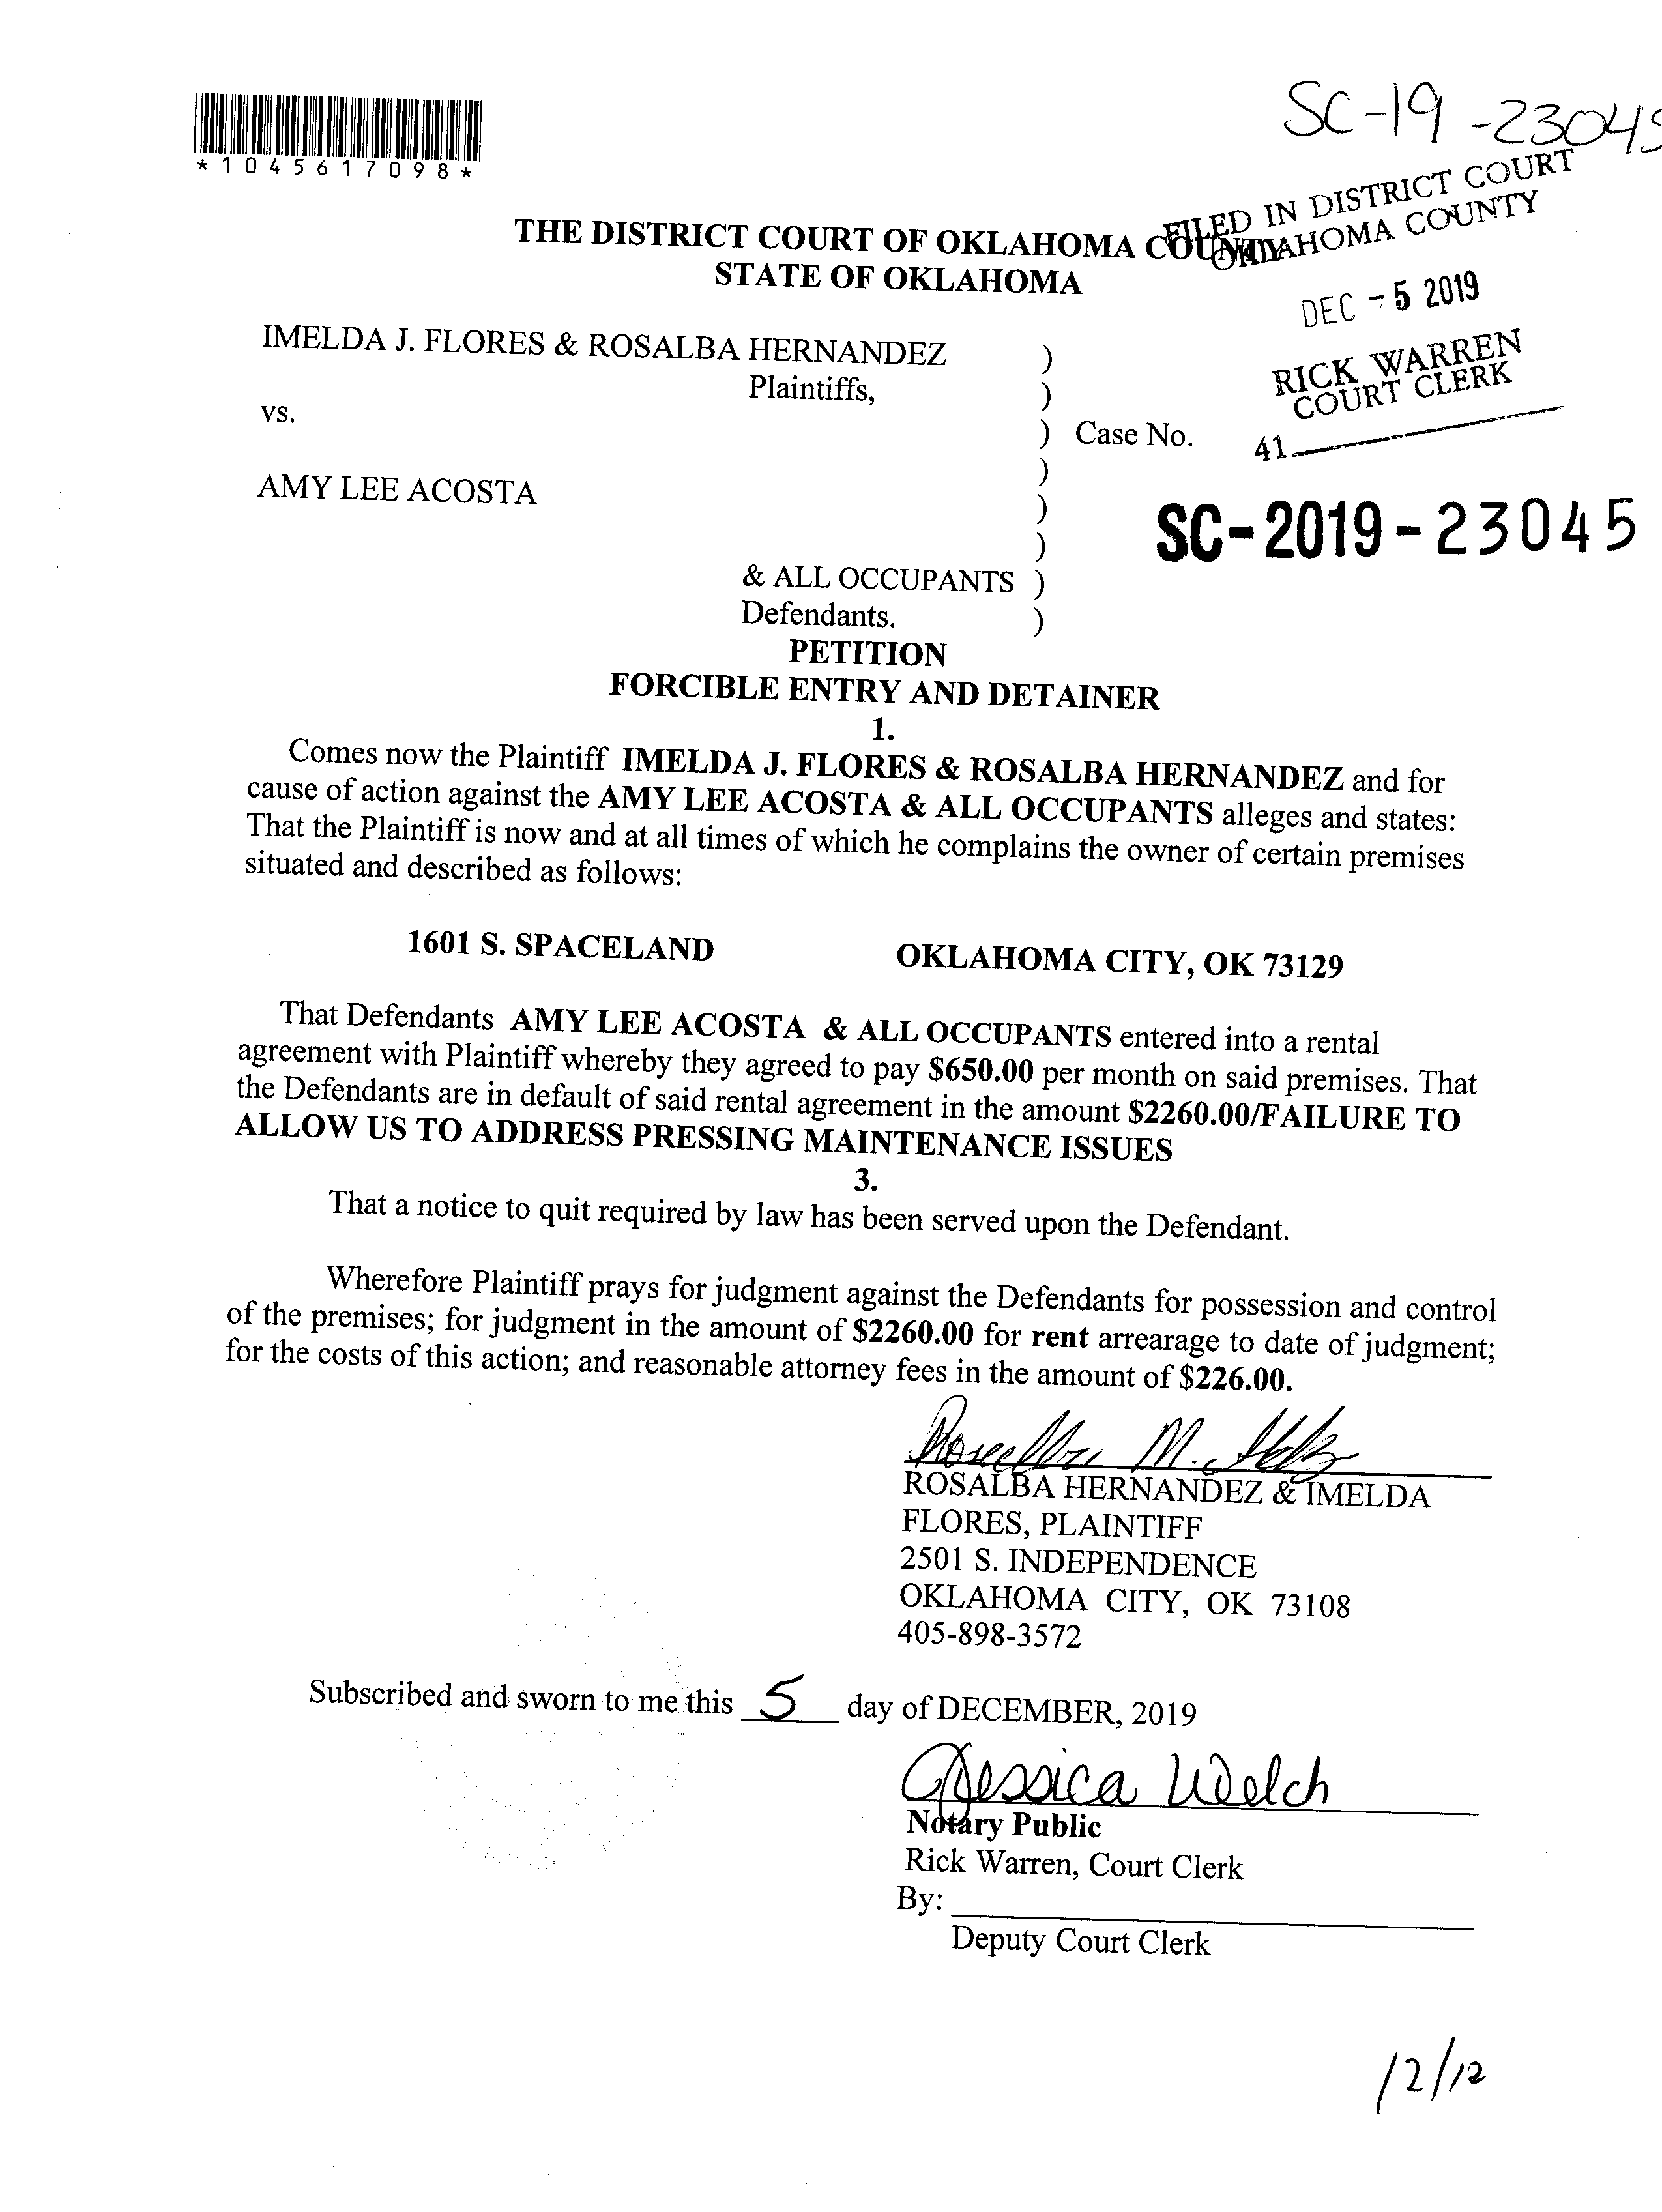 SC-19-2304
*1045617098*
FILED IN DISTRICT COURT
OKLAHOMA COUNTY
THE DISTRICT COURT OF OKLAHOMA COUNTY
STATE OF OKLAHOMA
DEC - 5 2019
RICK WARREN
COURT CLERK
41
IMELDA J. FLORES & ROSALBA HERNANDEZ )
Plaintiffs, )
vs.
) Case No.
)
AMY LEE ACOSTA )
SC-2019-23045
)
& ALL OCCUPANTS )
Defendants. )
PETITION
FORCIBLE ENTRY AND DETAINER
1.
Comes now the Plaintiff IMELDA J. FLORES & ROSALBA HERNANDEZ and for
cause of action against the AMY LEE ACOSTA & ALL OCCUPANTS alleges and states:
That the Plaintiff is now and at all times of which he complains the owner of certain premises
situated and described as follows:
1601 S. SPACELAND OKLAHOMA CITY, OK 73129
That Defendants AMY LEE ACOSTA & ALL OCCUPANTS entered into a rental
agreement with Plaintiff whereby they agreed to pay $650.00 per month on said premises. That
the Defendants are in default of said rental agreement in the amount $2260.00/FAILURE TO
ALLOW US TO ADDRESS PRESSING MAINTENANCE ISSUES
3.
That a notice to quit required by law has been served upon the Defendant.
Wherefore Plaintiff prays for judgment against the Defendants for possession and control
of the premises; for judgment in the amount of $2260.00 for rent arrearage to date of judgment;
for the costs of this action; and reasonable attorney fees in the amount of $226.00.
ROSALBA HERNANDEZ & IMELDA
FLORES, PLAINTIFF
2501 S. INDEPENDENCE
OKLAHOMA CITY, OK 73108
405-898-3572
Subscribed and sworn to me this 5 day of DECEMBER, 2019
Jessica Welch
Notary Public
Rick Warren, Court Clerk
By:
Deputy Court Clerk
12/12